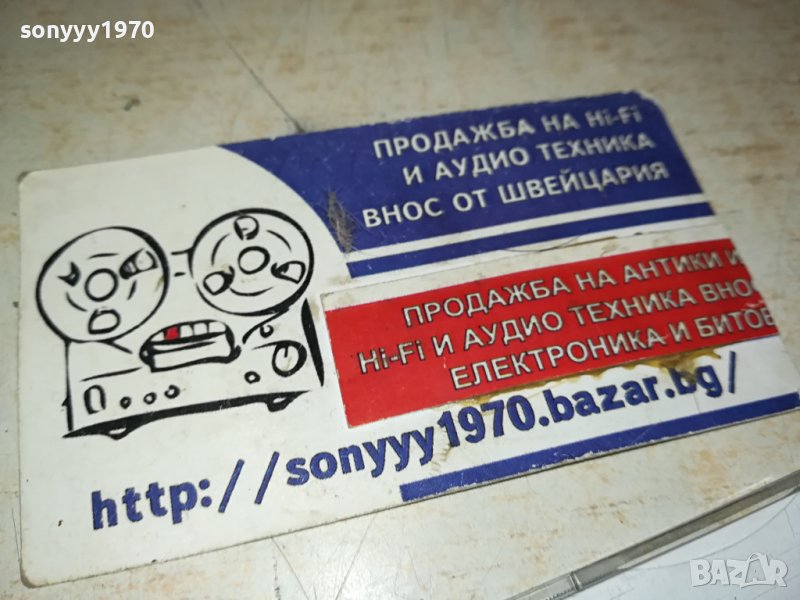 sonyyy1970
ПРОДАЖБА НА Hi-Fi
И АУДИО ТЕХНИКА
ВНОС ОТ ШВЕЙЦАРИЯ
ПРОДАЖБА НА АНТИКИ И
Hi-Fi И АУДИО ТЕХНИКА ВНО
ЕЛЕКТРОНИКА И БИТОВ
http://sonyyy1970.bazar.bg/
BAZAR